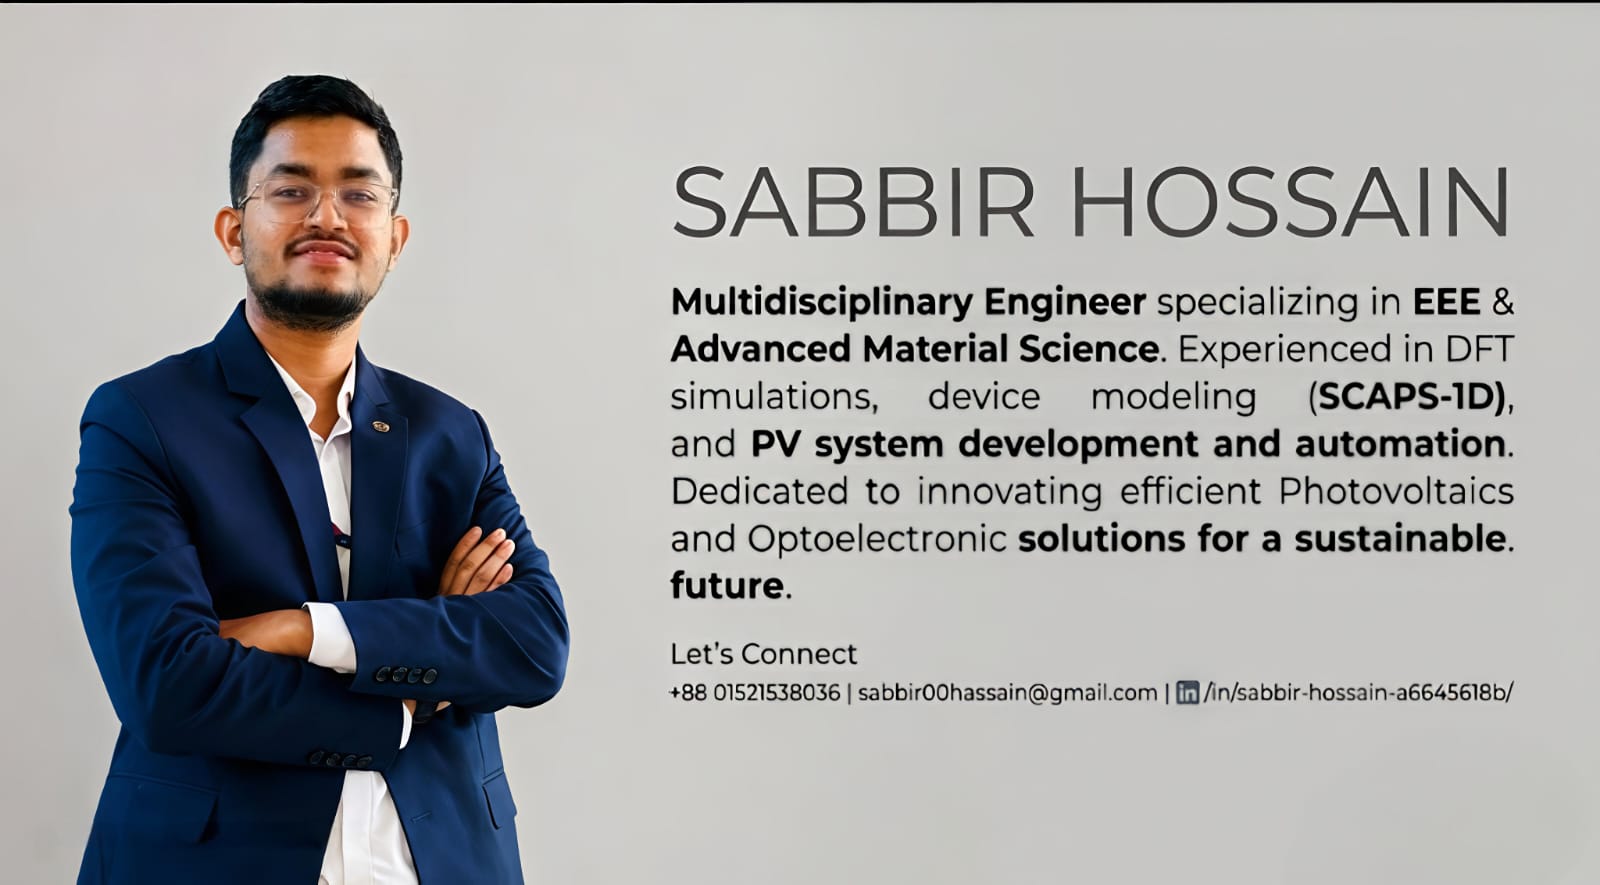 SABBIR HOSSAIN
Multidisciplinary Engineer specializing in EEE &
Advanced Material Science. Experienced in DFT
simulations, device modeling (SCAPS-1D),
and PV system development and automation.
Dedicated to innovating efficient Photovoltaics
and Optoelectronic solutions for a sustainable.
future.
Let's Connect
+88 01521538036 | sabbir00hassain@gmail.com | in /in/sabbir-hossain-a6645618b/